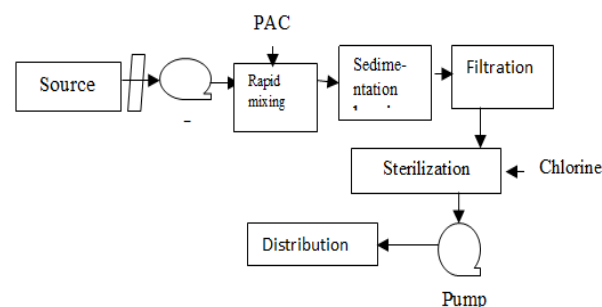 PAC
Source
Rapid
mixing
Sedime-
ntation
Filtration
Sterilization
Chlorine
Distribution
Pump